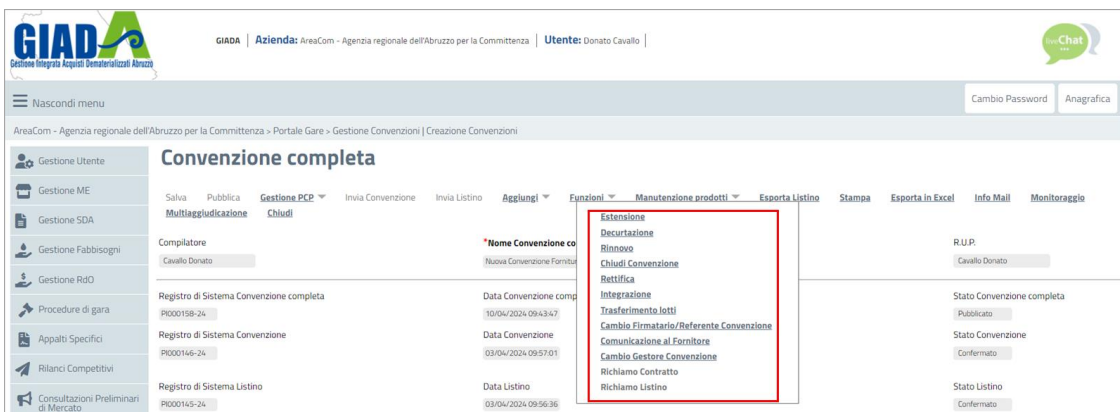 GIADA
Gestione Integrata Acquisti Dematerializzati Abruzzo
GIADA | Azienda: AreaCom - Agenzia regionale dell'Abruzzo per la Committenza | Utente: Donato Cavallo |
live Chat
Nascondi menu
Cambio Password
Anagrafica
AreaCom - Agenzia regionale dell'Abruzzo per la Committenza > Portale Gare > Gestione Convenzioni | Creazione Convenzioni
Gestione Utente
Gestione ME
Gestione SDA
Gestione Fabbisogni
Gestione RdO
Procedure di gara
Appalti Specifici
Rilanci Competitivi
Consultazioni Preliminari di Mercato
Convenzione completa
Salva Pubblica Gestione PCP Invia Convenzione Invia Listino Aggiungi Funzioni Manutenzione prodotti Esporta Listino Stampa Esporta in Excel Info Mail Monitoraggio
Multiaggiudicazione Chiudi
Estensione
Decurtazione
Rinnovo
Chiudi Convenzione
Rettifica
Integrazione
Trasferimento lotti
Cambio Firmatario/Referente Convenzione
Comunicazione al Fornitore
Cambio Gestore Convenzione
Richiamo Contratto
Richiamo Listino
Compilatore
Cavallo Donato
*Nome Convenzione co
Nuova Convenzione Fornitur
R.U.P.
Cavallo Donato
Registro di Sistema Convenzione completa
PI000158-24
Data Convenzione comp
10/04/2024 09:43:47
Stato Convenzione completa
Pubblicato
Registro di Sistema Convenzione
PI000146-24
Data Convenzione
03/04/2024 09:57:01
Stato Convenzione
Confermato
Registro di Sistema Listino
PI000145-24
Data Listino
03/04/2024 09:56:36
Stato Listino
Confermato